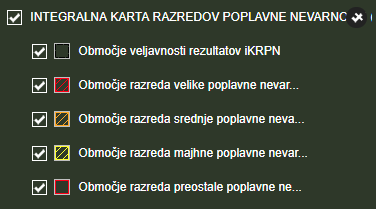 INTEGRALNA KARTA RAZREDOV POPLAVNE NEVARNO
Območje veljavnosti rezultatov iKRPN
Območje razreda velike poplavne nevar...
Območje razreda srednje poplavne neva...
Območje razreda majhne poplavne nevar...
Območje razreda preostale poplavne ne...